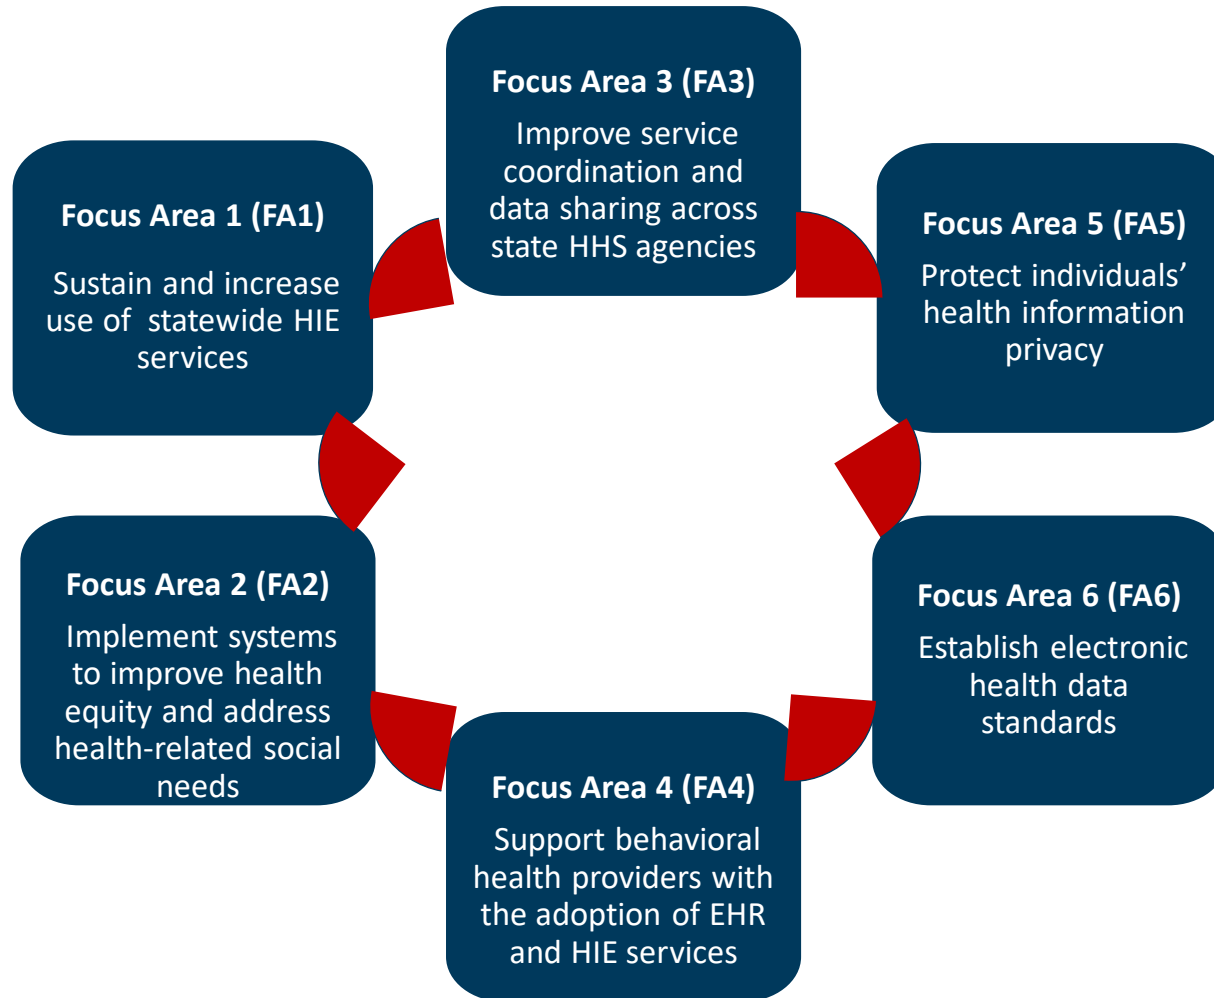 Focus Area 3 (FA3)
Improve service
coordination and
data sharing across
state HHS agencies
Focus Area 1 (FA1)
Sustain and increase
use of statewide HIE
services
Focus Area 5 (FA5)
Protect individuals’
health information
privacy
Focus Area 2 (FA2)
Implement systems
to improve health
equity and address
health-related social
needs
Focus Area 6 (FA6)
Establish electronic
health data
standards
Focus Area 4 (FA4)
Support behavioral
health providers with
the adoption of EHR
and HIE services